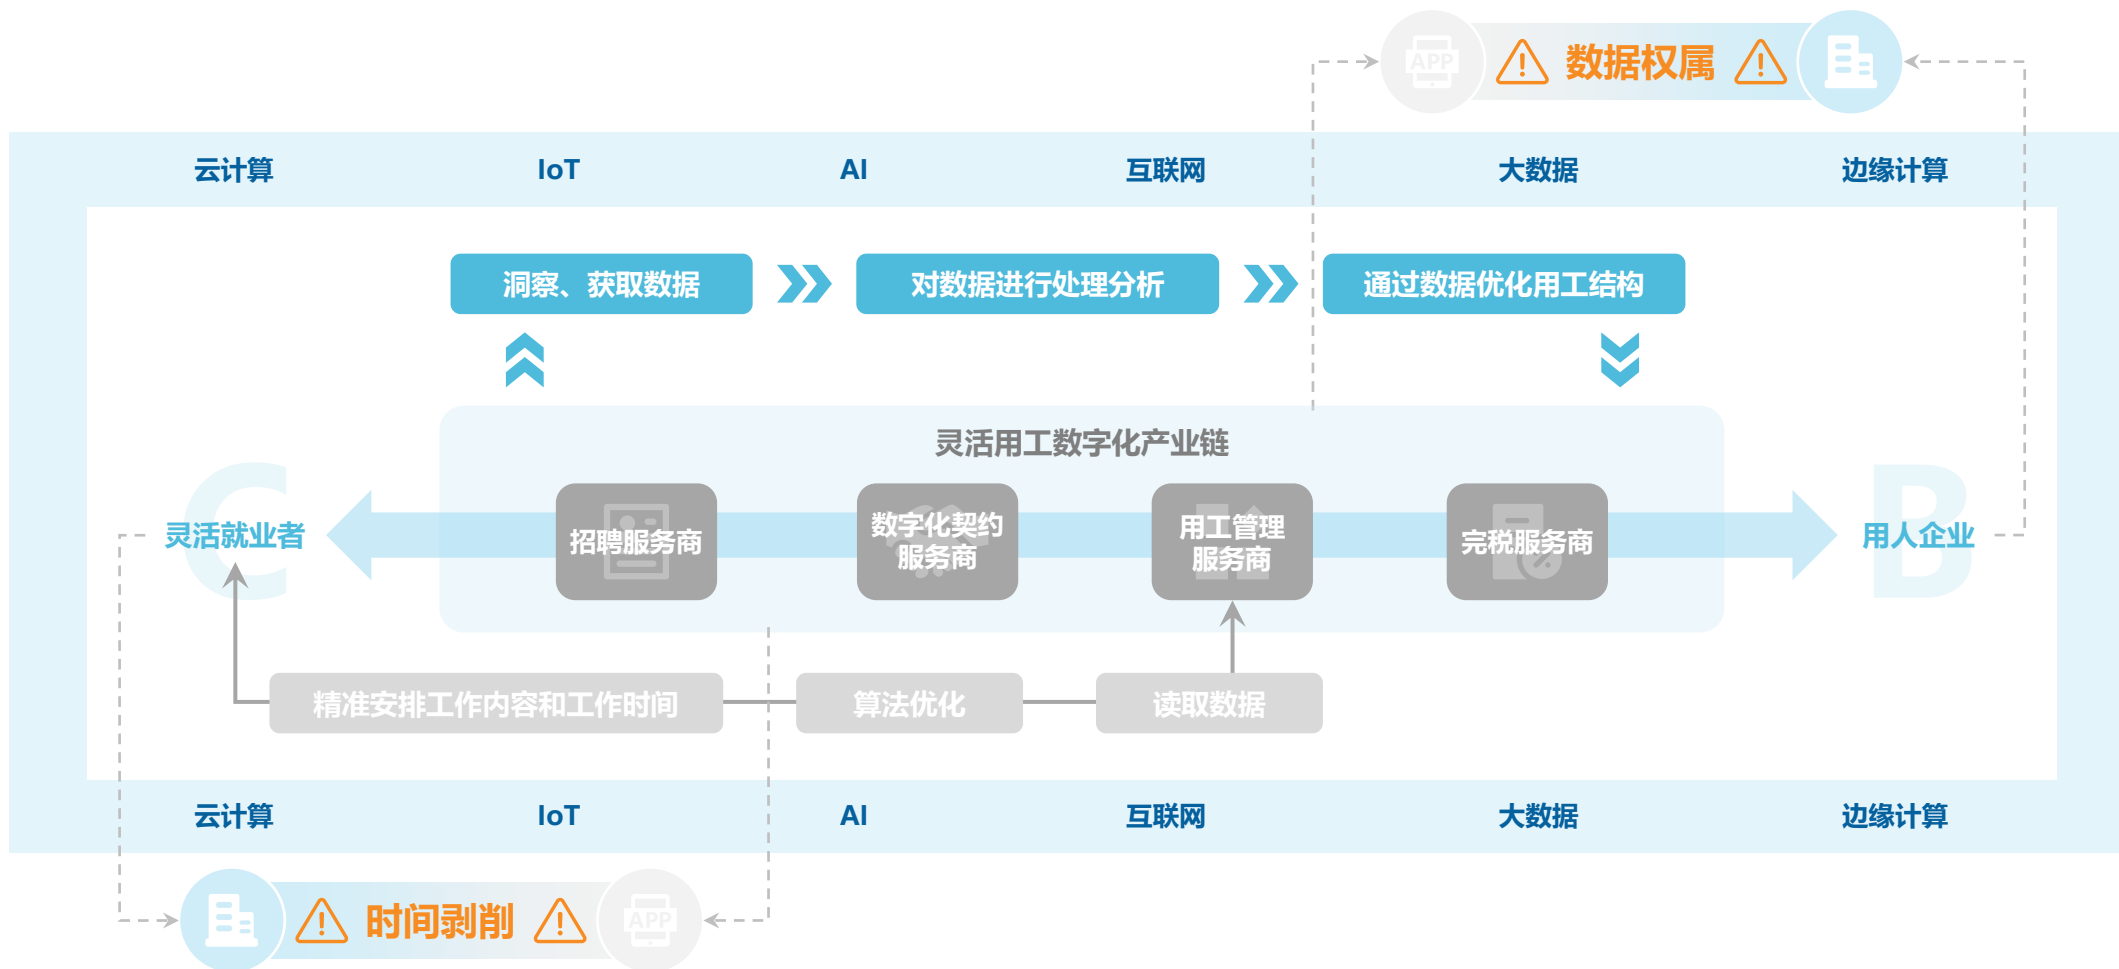 APP
数据权属
云计算
IoT
AI
互联网
大数据
边缘计算
洞察、获取数据
对数据进行处理分析
通过数据优化用工结构
灵活用工数字化产业链
C
灵活就业者
招聘服务商
数字化契约
服务商
用工管理
服务商
完税服务商
B
用人企业
精准安排工作内容和工作时间
算法优化
读取数据
云计算
IoT
AI
互联网
大数据
边缘计算
时间剥削
APP